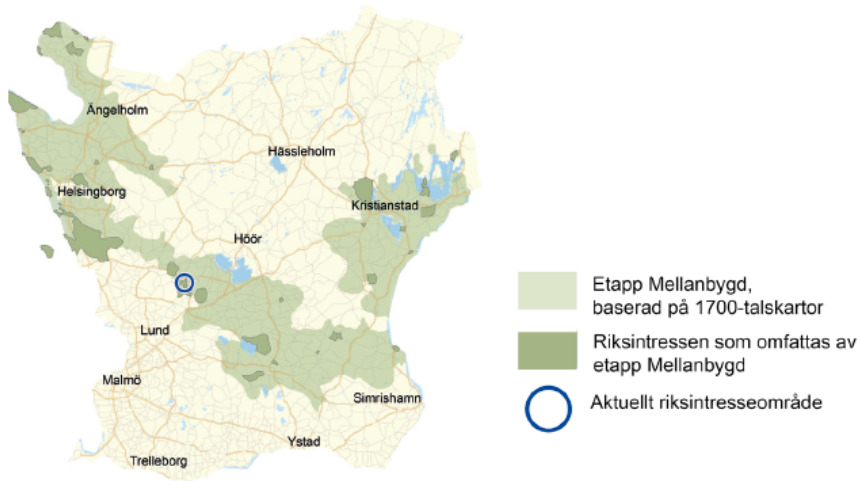 Ängelholm
Hässleholm
Helsingborg
Kristianstad
Höör
Lund
Malmö
Simrishamn
Ystad
Trelleborg
Etapp Mellanbygd,
baserad på 1700-talskartor
Riksintressen som omfattas av
etapp Mellanbygd
Aktuellt riksintresseområde